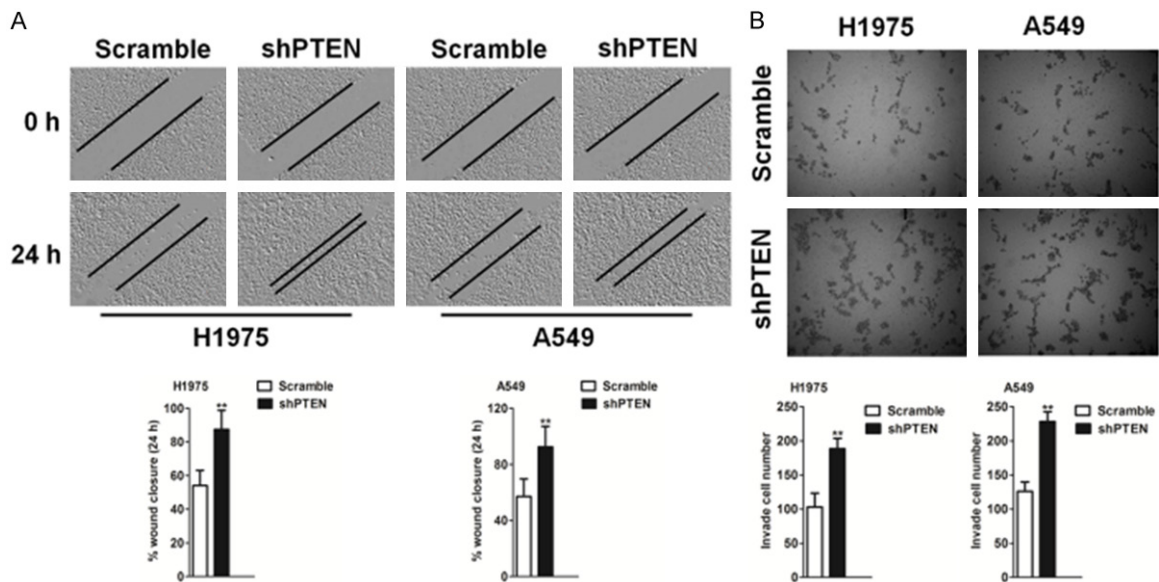 A
Scramble
shPTEN
Scramble
shPTEN
0 h
24 h
H1975
A549
H1975
Scramble
shPTEN
**
% wound closure (24 h)
100
80
60
40
20
0
A549
Scramble
shPTEN
**
% wound closure (24 h)
120
80
40
0
B
H1975
A549
Scramble
shPTEN
H1975
Scramble
shPTEN
**
Invade cell number
250
200
150
100
50
0
A549
Scramble
shPTEN
**
Invade cell number
250
200
150
100
50
0